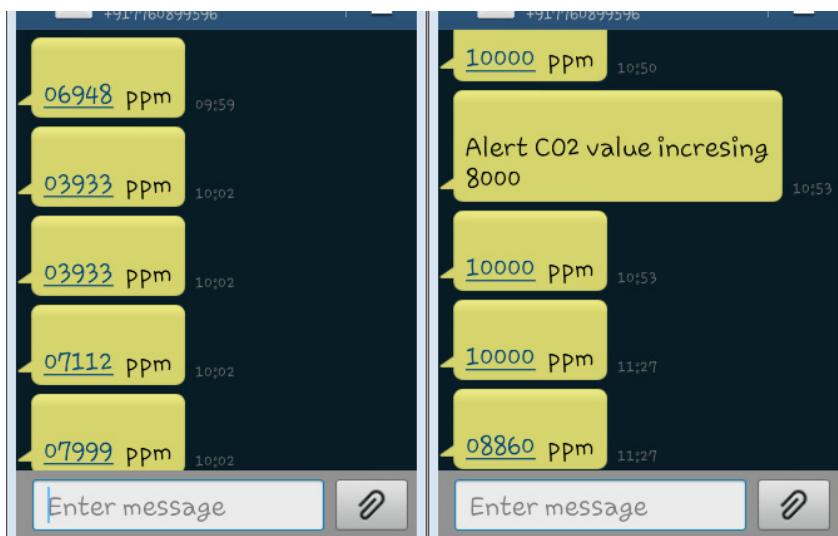 +917760899596
06948 ppm
09:59
03933 ppm
10:02
03933 ppm
10:02
07112 ppm
10:02
07999 ppm
10:02
Enter message
+917760899596
10000 ppm
10:50
Alert CO2 value incresing
8000
10:53
10000 ppm
10:53
10000 ppm
11:27
08860 ppm
11:27
Enter message